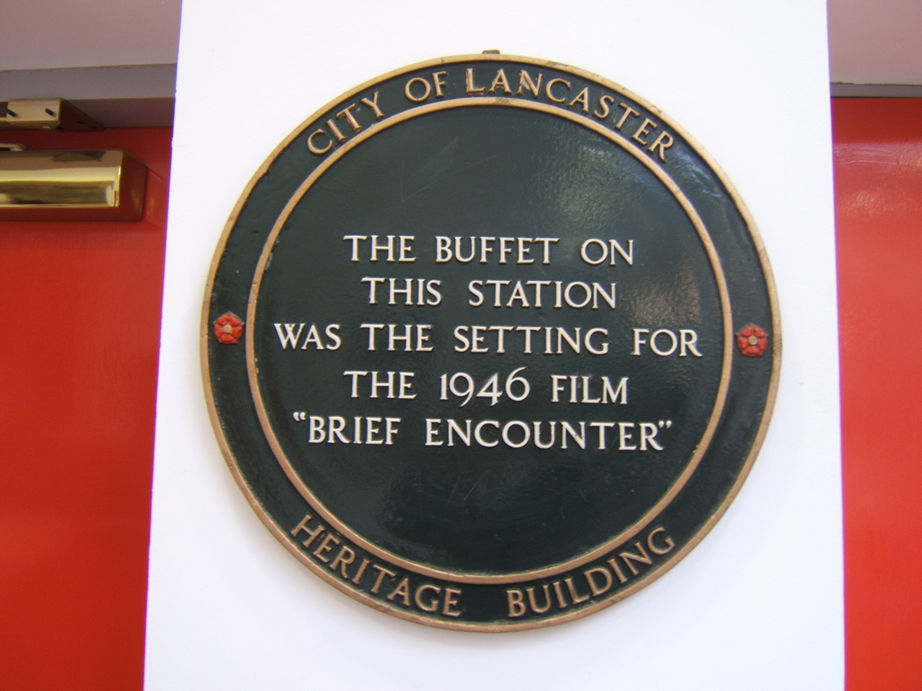 CITY OF LANCASTER
THE BUFFET ON
THIS STATION
WAS THE SETTING FOR
THE 1946 FILM
"BRIEF ENCOUNTER"
HERITAGE BUILDING